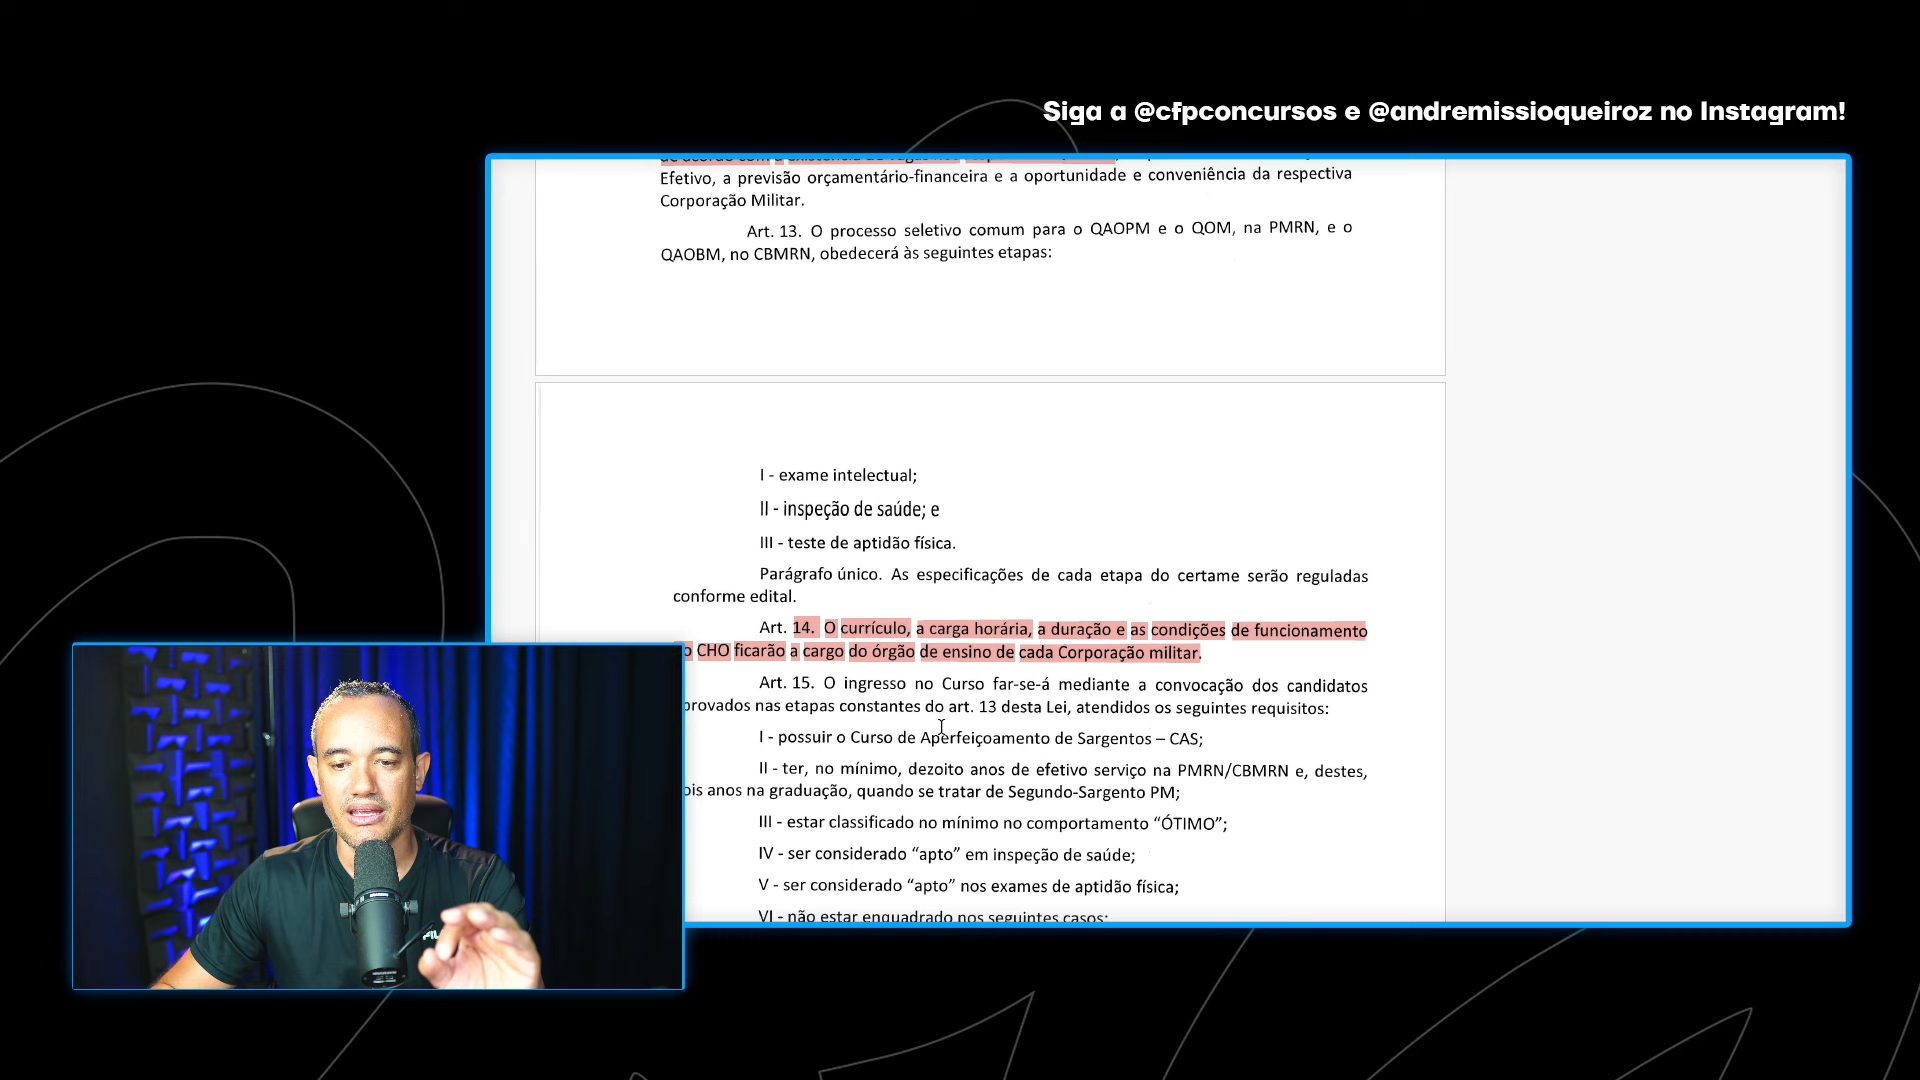 Siga a @cfpconcursos e @andremissioqueiroz no Instagram!
de acordo com a existência de vagas nos
Efetivo, a previsão orçamentário-financeira e a oportunidade e conveniência da respectiva
Corporação Militar.
Art. 13. O processo seletivo comum para o QAOPM e o QOM, na PMRN, e o
QAOBM, no CBMRN, obedecerá às seguintes etapas:
I - exame intelectual;
II - inspeção de saúde; e
III - teste de aptidão física.
Parágrafo único. As especificações de cada etapa do certame serão reguladas
conforme edital.
Art. 14. O currículo, a carga horária, a duração e as condições de funcionamento
CHO ficarão a cargo do órgão de ensino de cada Corporação militar.
Art. 15. O ingresso no Curso far-se-á mediante a convocação dos candidatos
provados nas etapas constantes do art. 13 desta Lei, atendidos os seguintes requisitos:
I - possuir o Curso de Aperfeiçoamento de Sargentos – CAS;
II - ter, no mínimo, dezoito anos de efetivo serviço na PMRN/CBMRN e, destes,
ois anos na graduação, quando se tratar de Segundo-Sargento PM;
III - estar classificado no mínimo no comportamento “ÓTIMO”;
IV - ser considerado “apto” em inspeção de saúde;
V - ser considerado “apto” nos exames de aptidão física;
VI - não estar enquadrado nos seguintes casos: